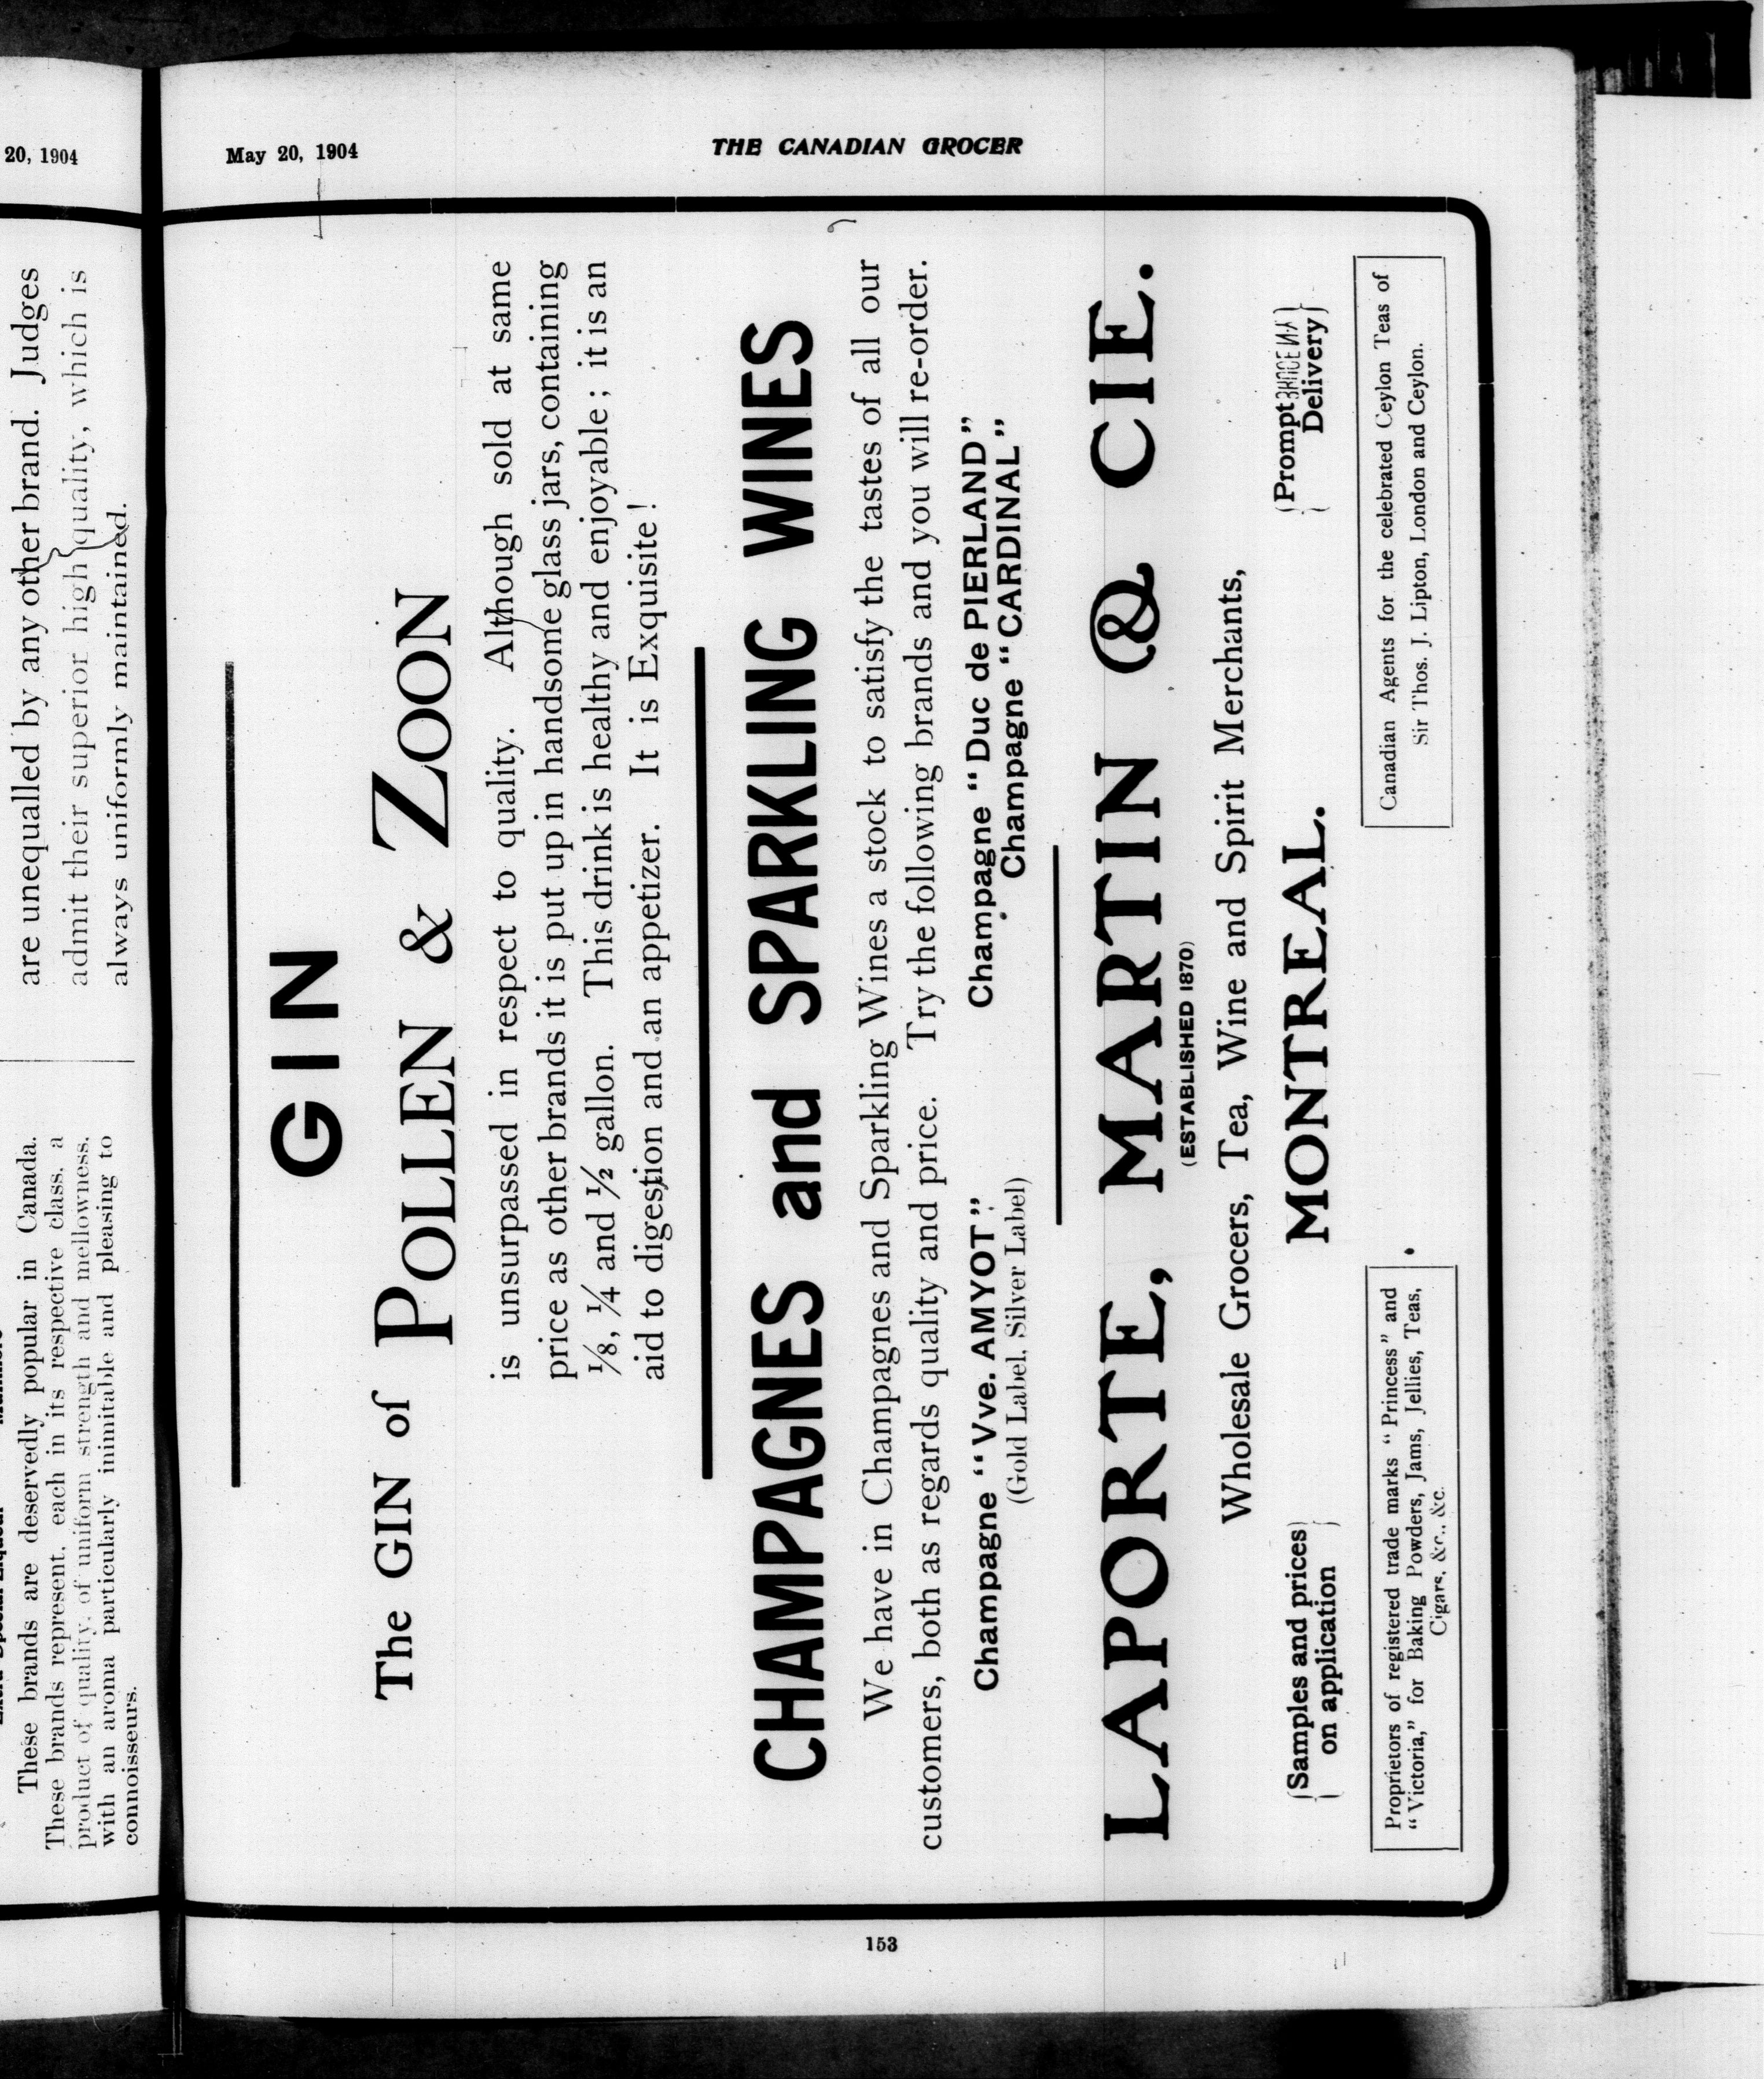 20, 1904
are unequalled by any other brand. Judges
admit their superior high quality, which is
always uniformly maintained.
These brands are deservedly popular in Canada.
These brands represent, each in its respective class, a
product of quality, of uniform strength and mellowness,
with an aroma particularly inimitable and pleasing to
connoisseurs.
May 20, 1904
THE CANADIAN GROCER
GIN
The GIN of POLLEN & ZOON
is unsurpassed in respect to quality. Although sold at same
price as other brands it is put up in handsome glass jars, containing
⅛, ¼ and ½ gallon. This drink is healthy and enjoyable; it is an
aid to digestion and an appetizer. It is Exquisite!
CHAMPAGNES and SPARKLING WINES
We have in Champagnes and Sparkling Wines a stock to satisfy the tastes of all our
customers, both as regards quality and price. Try the following brands and you will re-order.
Champagne "Vve. AMYOT"
(Gold Label, Silver Label)
Champagne "Duc de PIERLAND"
Champagne "CARDINAL"
LAPORTE, MARTIN & CIE.
(ESTABLISHED 1870)
Wholesale Grocers, Tea, Wine and Spirit Merchants,
MONTREAL.
Samples and prices
on application
Prompt
Delivery
Proprietors of registered trade marks "Princess" and
"Victoria," for Baking Powders, Jams, Jellies, Teas,
Cigars, &c., &c.
Canadian Agents for the celebrated Ceylon Teas of
Sir Thos. J. Lipton, London and Ceylon.
153